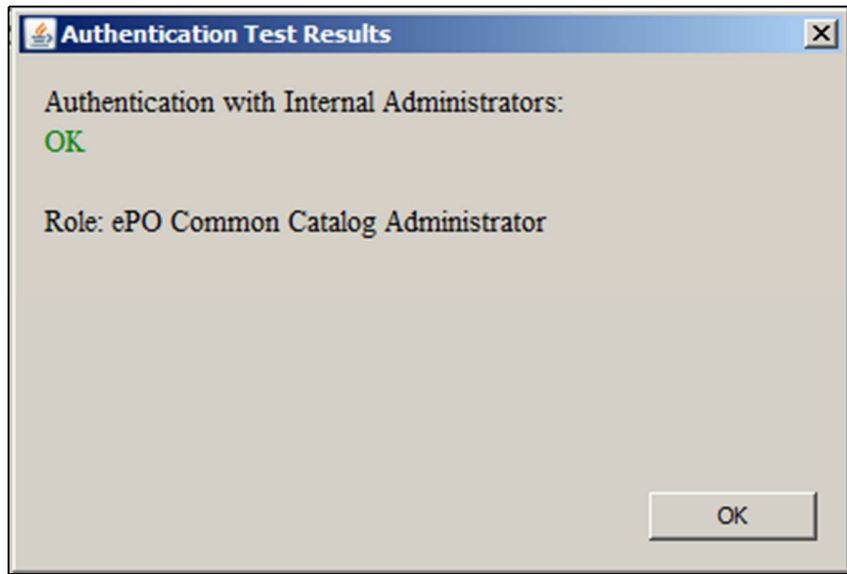 Authentication Test Results
Authentication with Internal Administrators:
OK
Role: ePO Common Catalog Administrator
OK